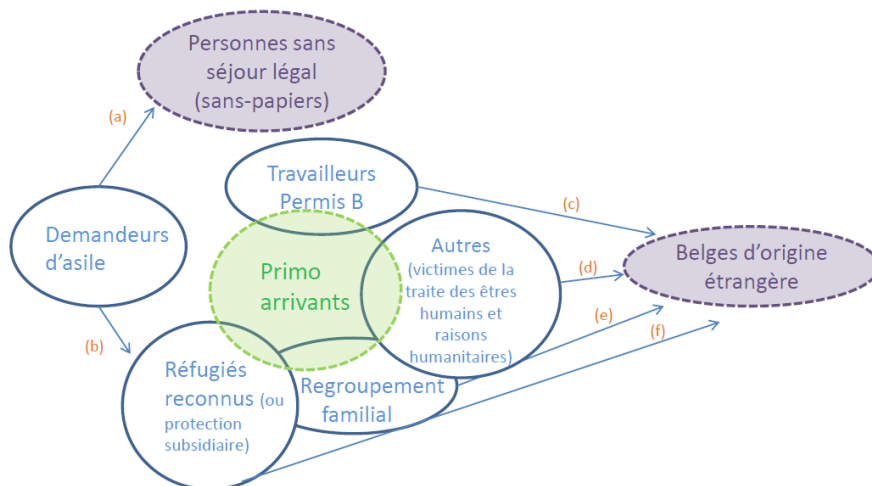 Personnes sans
séjour légal
(sans-papiers)
(a)
Travailleurs
Permis B
(c)
Demandeurs
d'asile
Autres
(victimes de la
traite des êtres
humains et
raisons
humanitaires)
(d)
Belges d'origine
étrangère
Primo
arrivants
(e)
(f)
(b)
Réfugiés
reconnus (ou
protection
subsidiaire)
Regroupement
familial